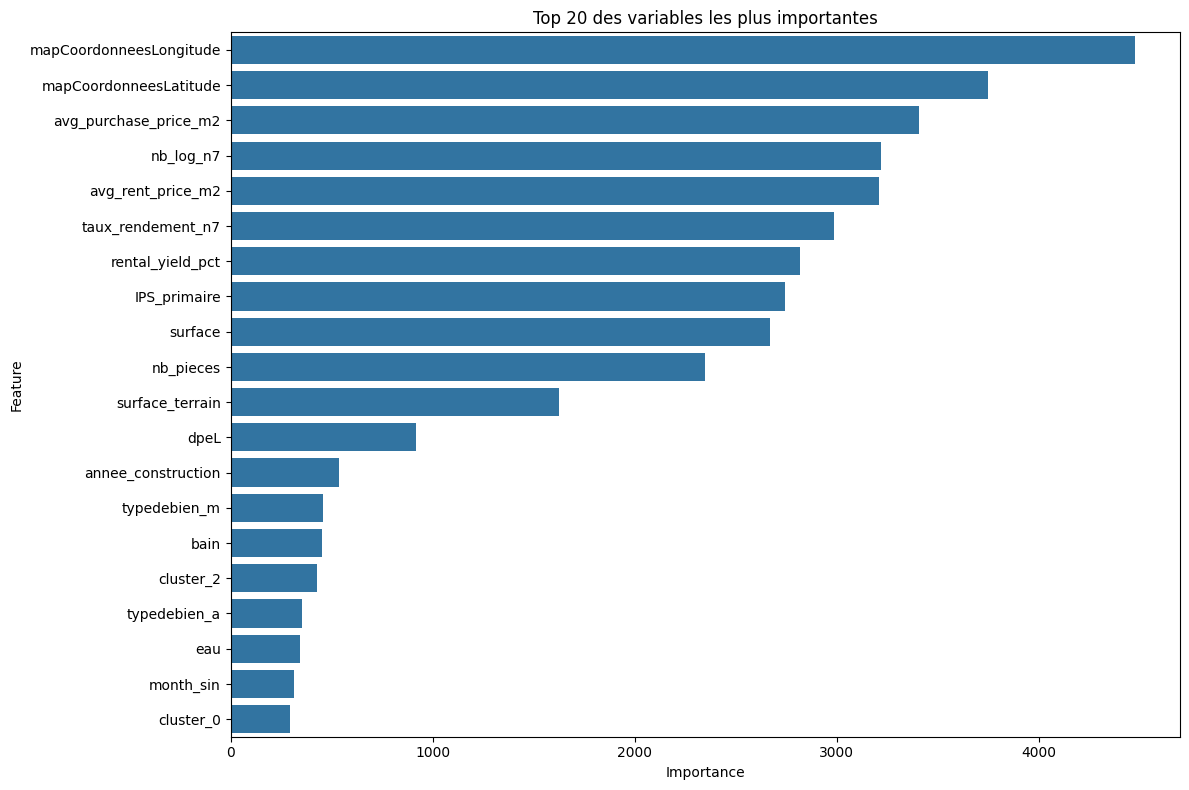 Top 20 des variables les plus importantes
Feature
mapCoordonneesLongitude
mapCoordonneesLatitude
avg_purchase_price_m2
nb_log_n7
avg_rent_price_m2
taux_rendement_n7
rental_yield_pct
IPS_primaire
surface
nb_pieces
surface_terrain
dpeL
annee_construction
typedebien_m
bain
cluster_2
typedebien_a
eau
month_sin
cluster_0
0 1000 2000 3000 4000
Importance